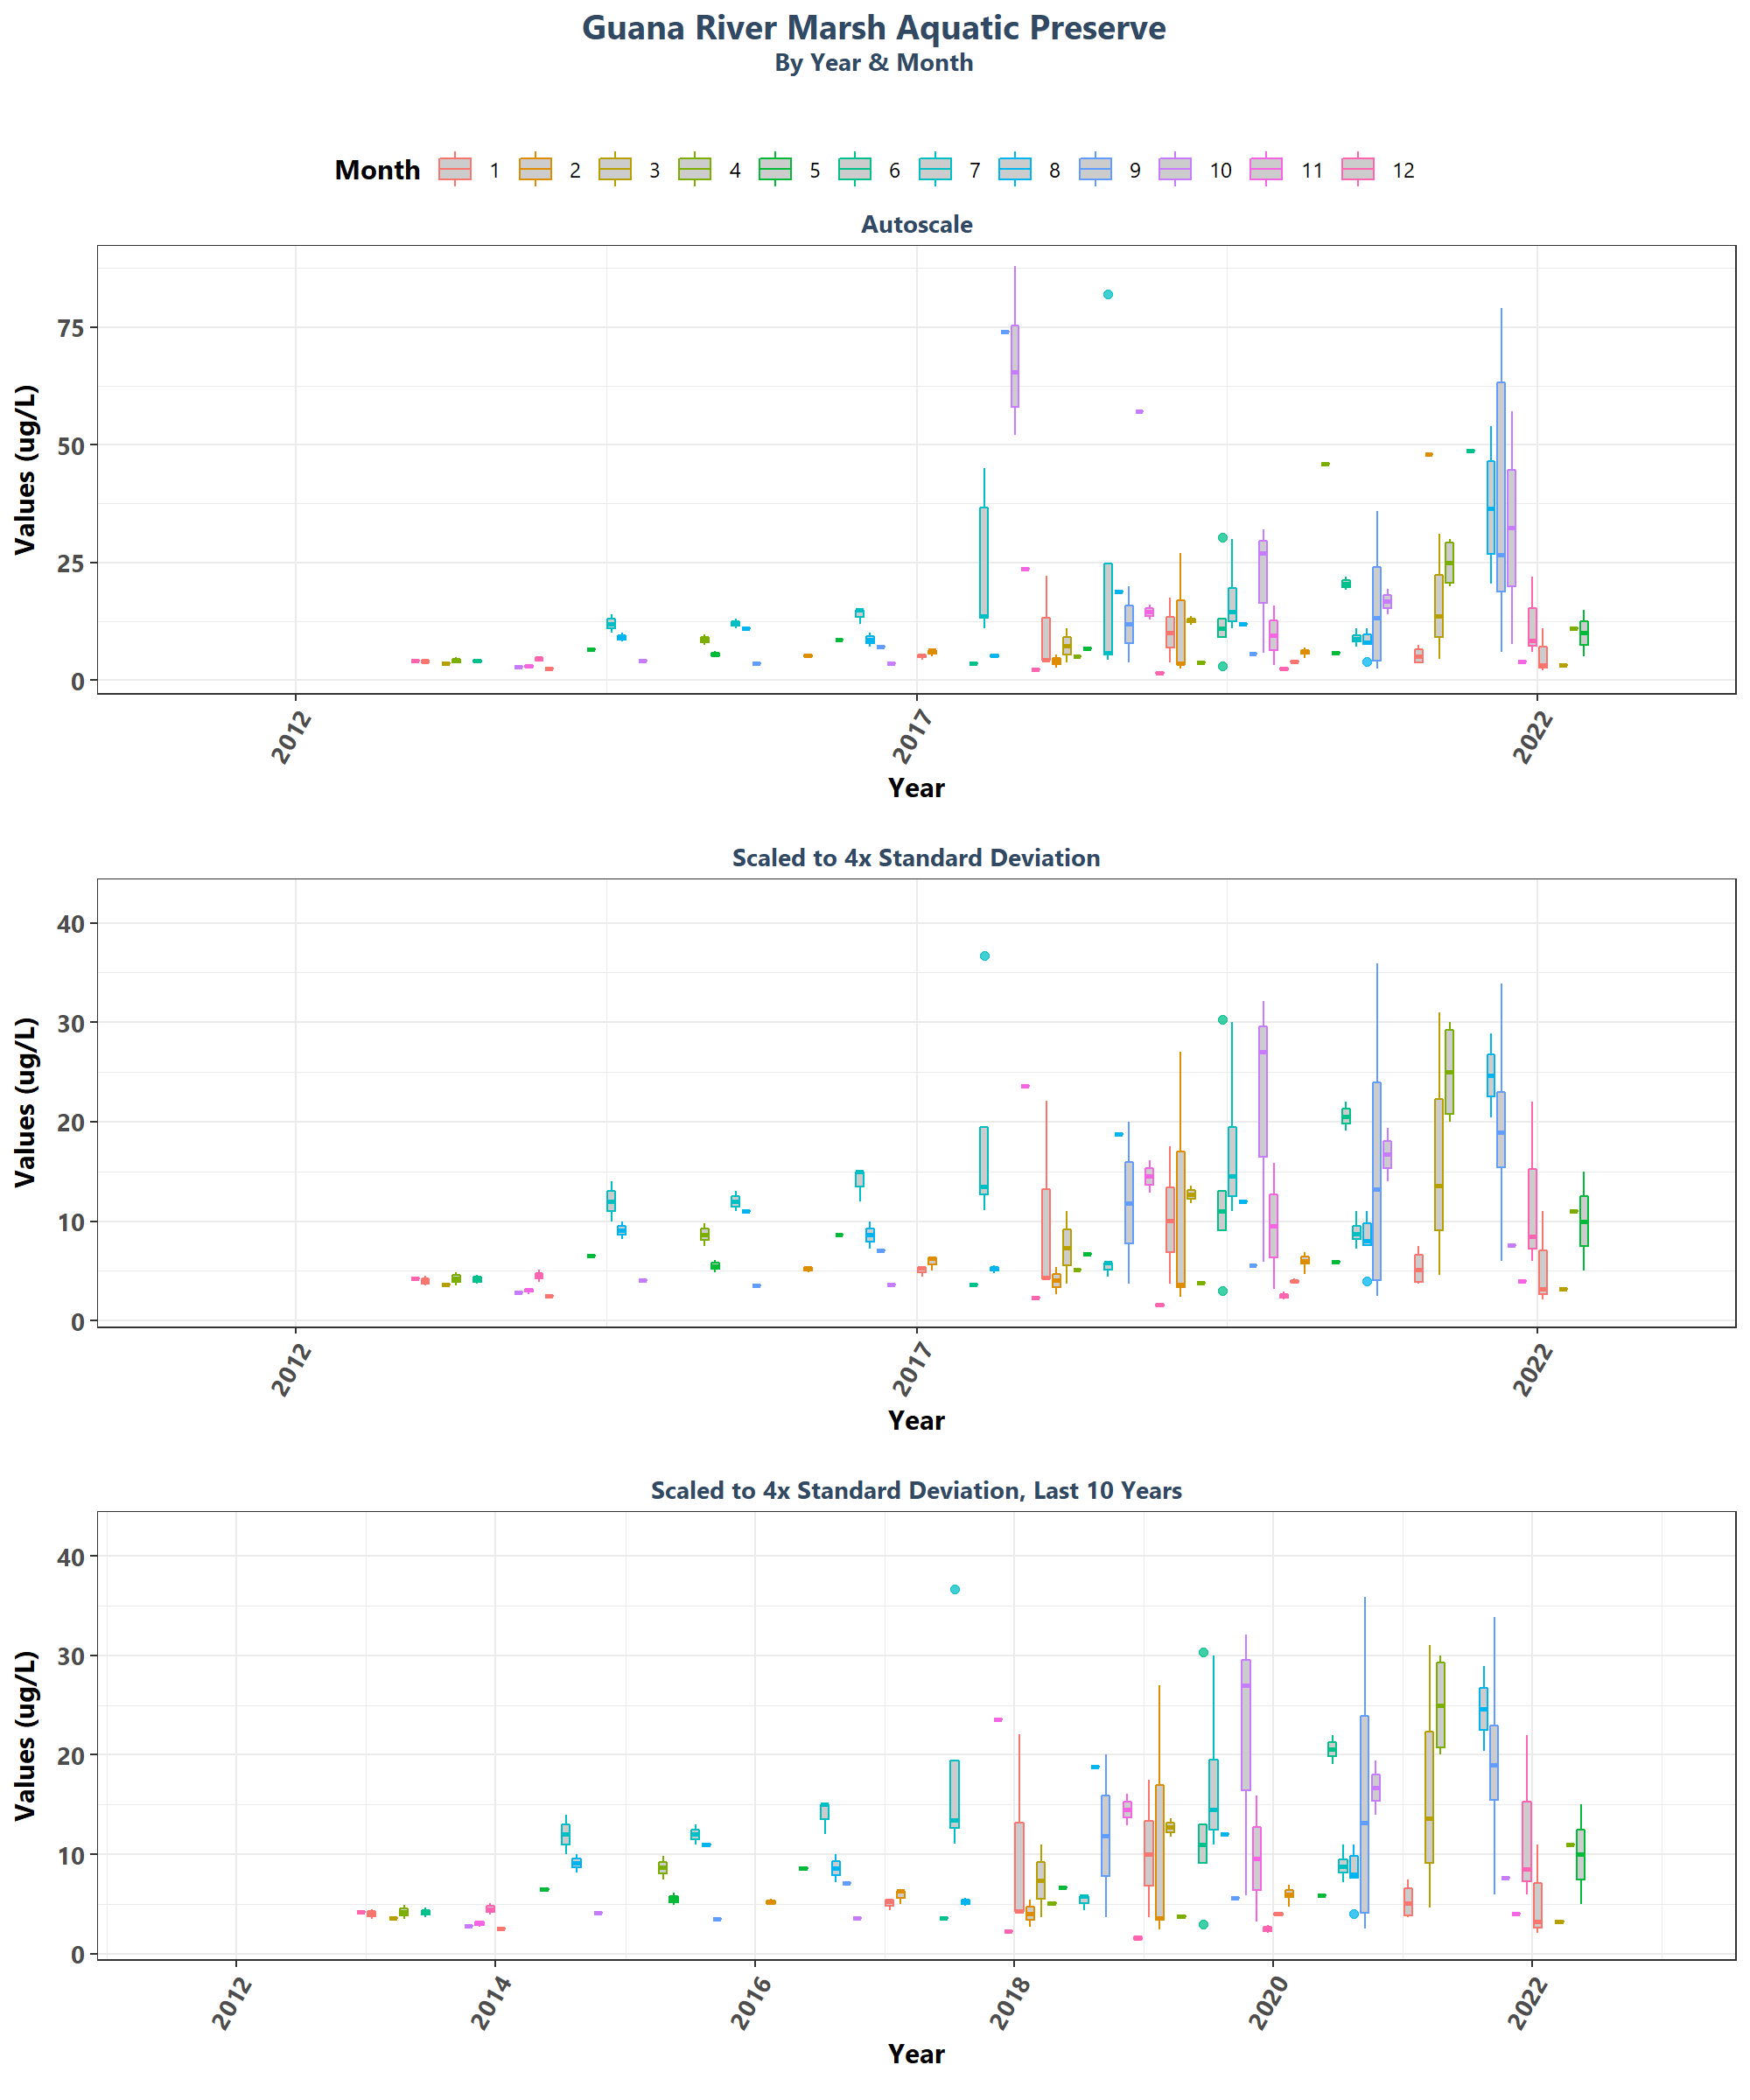 Guana River Marsh Aquatic Preserve
By Year & Month
Month 1 2 3 4 5 6 7 8 9 10 11 12
Autoscale
Values (ug/L)
75
50
25
0
2012 2017 2022
Year
Scaled to 4x Standard Deviation
Values (ug/L)
40
30
20
10
0
2012 2017 2022
Year
Scaled to 4x Standard Deviation, Last 10 Years
Values (ug/L)
40
30
20
10
0
2012 2014 2016 2018 2020 2022
Year